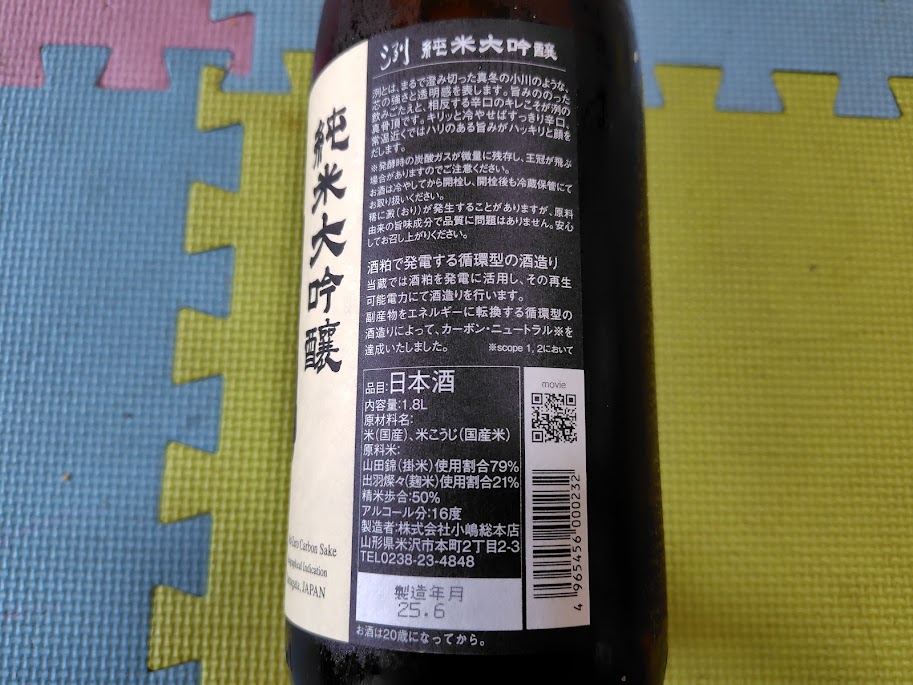 洌 純米大吟醸
洌とは、まるで澄み切った真冬の小川のような、
芯の強さと透明感を表します。旨みののった
飲みごたえと、相反する辛口のキレこそが洌の
真骨頂です。キリッと冷やせばすっきり辛口、
常温近くではハリのある旨みがハッキリと顔を
だします。
※発酵時の炭酸ガスが微量に残存し、王冠が飛ぶ
場合がありますのでご注意ください。
お酒は冷やしてから開栓し、開栓後も冷蔵保管にて
お取り扱いください。
稀に澱(おり)が発生することがありますが、原料
由来の旨味成分で品質に問題はありません。安心
してお召し上がりください。
酒粕で発電する循環型の酒造り
当蔵では酒粕を発電に活用し、その再生
可能電力にて酒造りを行います。
副産物をエネルギーに転換する循環型の
酒造りによって、カーボン・ニュートラル※を
達成いたしました。
※scope 1, 2において
品目:日本酒
内容量:1.8L
原材料名:
米(国産)、米こうじ(国産米)
原料米:
山田錦(掛米)使用割合79%
出羽燦々(麹米)使用割合21%
精米歩合:50%
アルコール分:16度
製造者:株式会社小嶋総本店
山形県米沢市本町2丁目2-3
TEL0238-23-4848
製造年月
25.6
お酒は20歳になってから。
movie
4 965456 000232
純米大吟醸
Carbon Sake
Indication
JAPAN